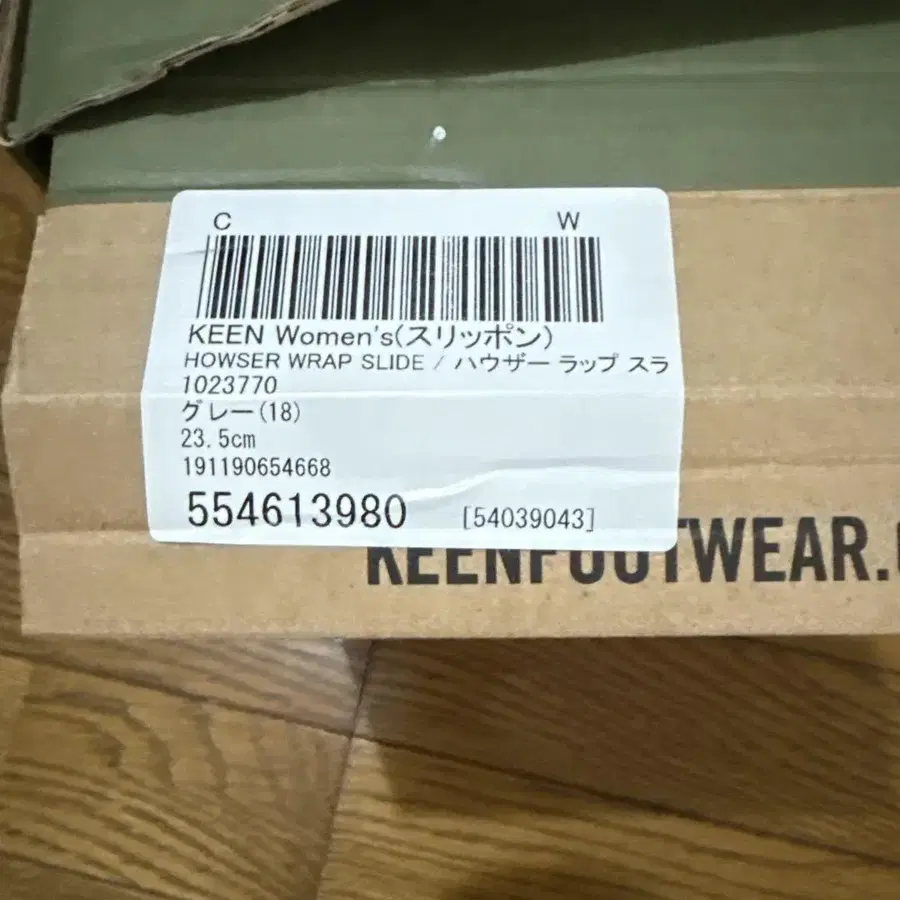 C W
KEEN Women's(スリッポン)
HOWSER WRAP SLIDE / ハウザー ラップ スラ
1023770
グレー(18)
23.5cm
191190654668
554613980 [54039043]
KEENFOOTWEAR.